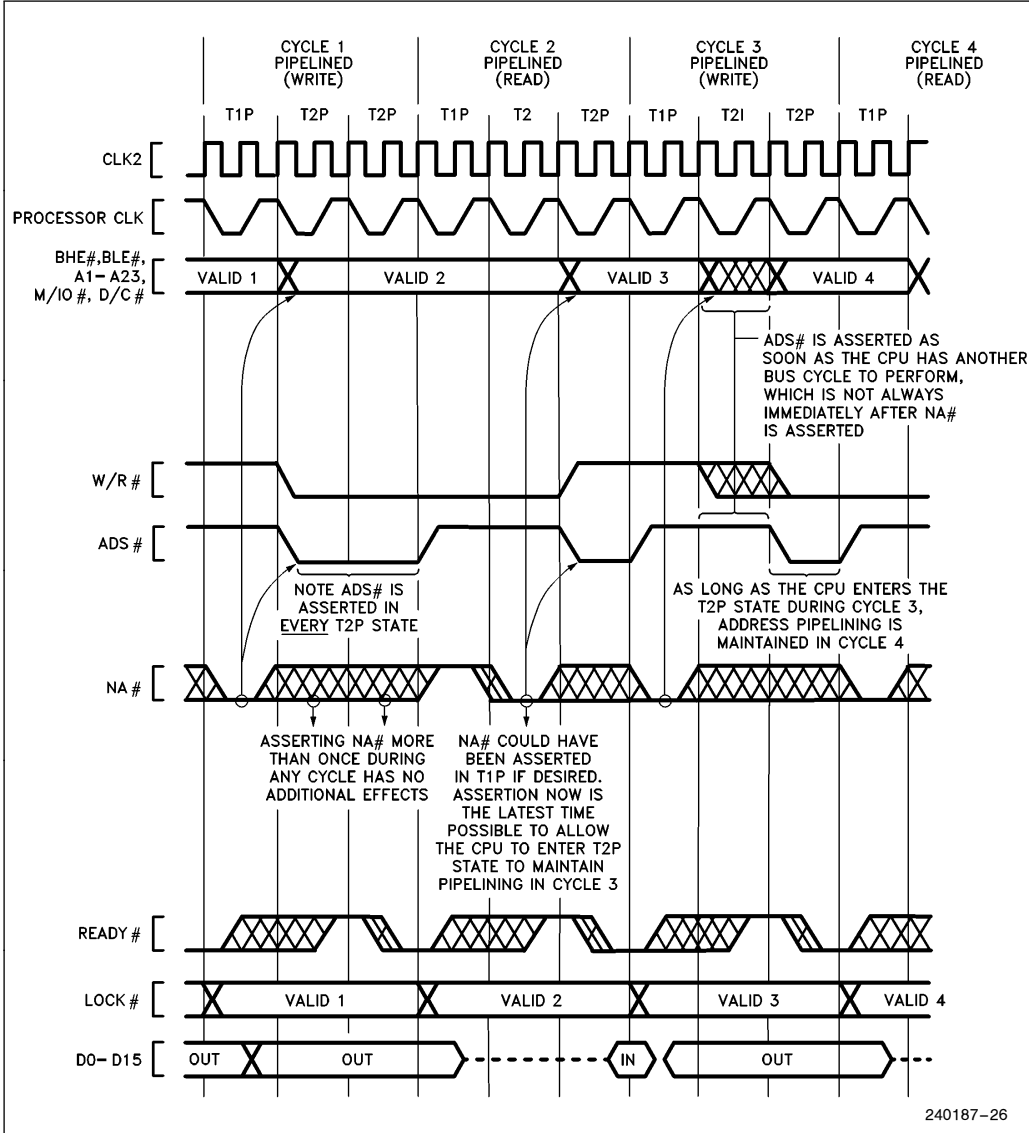 CYCLE 1
PIPELINED
(WRITE)
CYCLE 2
PIPELINED
(READ)
CYCLE 3
PIPELINED
(WRITE)
CYCLE 4
PIPELINED
(READ)
T1P T2P T2P T1P T2 T2P T1P T2I T2P T1P
CLK2
PROCESSOR CLK
BHE#,BLE#,
A1-A23,
M/IO #, D/C #
VALID 1 VALID 2 VALID 3 VALID 4
ADS# IS ASSERTED AS
SOON AS THE CPU HAS ANOTHER
BUS CYCLE TO PERFORM,
WHICH IS NOT ALWAYS
IMMEDIATELY AFTER NA#
IS ASSERTED
W/R #
ADS #
NOTE ADS# IS
ASSERTED IN
EVERY T2P STATE
AS LONG AS THE CPU ENTERS THE
T2P STATE DURING CYCLE 3,
ADDRESS PIPELINING IS
MAINTAINED IN CYCLE 4
NA #
ASSERTING NA# MORE
THAN ONCE DURING
ANY CYCLE HAS NO
ADDITIONAL EFFECTS
NA# COULD HAVE
BEEN ASSERTED
IN T1P IF DESIRED.
ASSERTION NOW IS
THE LATEST TIME
POSSIBLE TO ALLOW
THE CPU TO ENTER T2P
STATE TO MAINTAIN
PIPELINING IN CYCLE 3
READY #
LOCK # VALID 1 VALID 2 VALID 3 VALID 4
D0-D15 OUT OUT IN OUT
240187-26